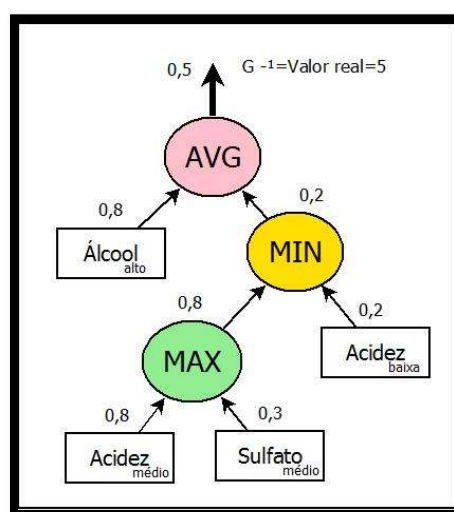 0,5
G -1=Valor real=5
AVG
0,8
0,2
Álcool
alto
MIN
0,8
0,2
MAX
Acidez
baixa
0,8
0,3
Acidez
médio
Sulfato
médio